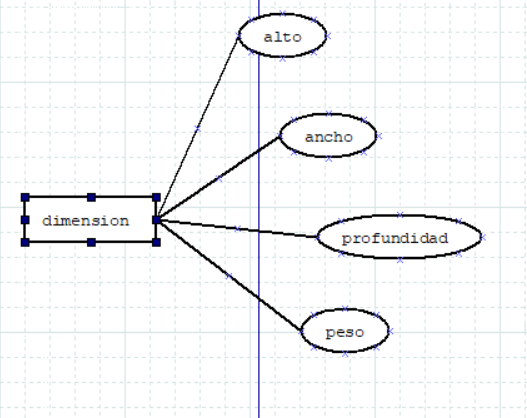 alto
ancho
dimension
profundidad
peso